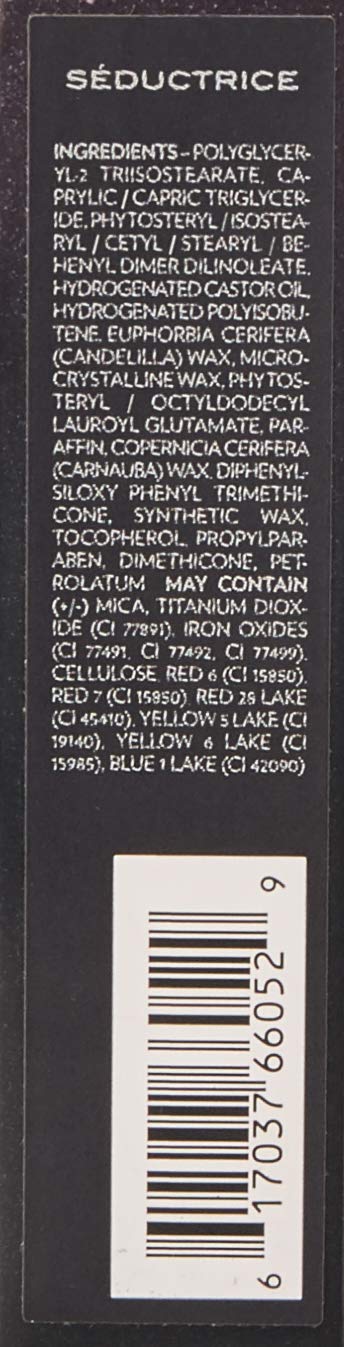 SÉDUCTRICE
INGREDIENTS – POLYGLYCER-
YL-2 TRIISOSTEARATE, CA-
PRYLIC / CAPRIC TRIGLYCER-
IDE, PHYTOSTERYL / ISOSTEA-
RYL / CETYL / STEARYL / BE-
HENYL DIMER DILINOLEATE,
HYDROGENATED CASTOR OIL,
HYDROGENATED POLYISOBU-
TENE, EUPHORBIA CERIFERA
(CANDELILLA) WAX, MICRO-
CRYSTALLINE WAX, PHYTOS-
TERYL / OCTYLDODECYL
LAUROYL GLUTAMATE, PAR-
AFFIN, COPERNICIA CERIFERA
(CARNAUBA) WAX, DIPHENYL-
SILOXY PHENYL TRIMETHI-
CONE, SYNTHETIC WAX,
TOCOPHEROL, PROPYLPAR-
ABEN, DIMETHICONE, PET-
ROLATUM MAY CONTAIN
(+/-) MICA, TITANIUM DIOX-
IDE (CI 77891), IRON OXIDES
(CI 77491, CI 77492, CI 77499),
CELLULOSE, RED 6 (CI 15850),
RED 7 (CI 15850), RED 28 LAKE
(CI 45410), YELLOW 5 LAKE (CI
19140), YELLOW 6 LAKE (CI
15985), BLUE 1 LAKE (CI 42090)
6 17037 66052 9